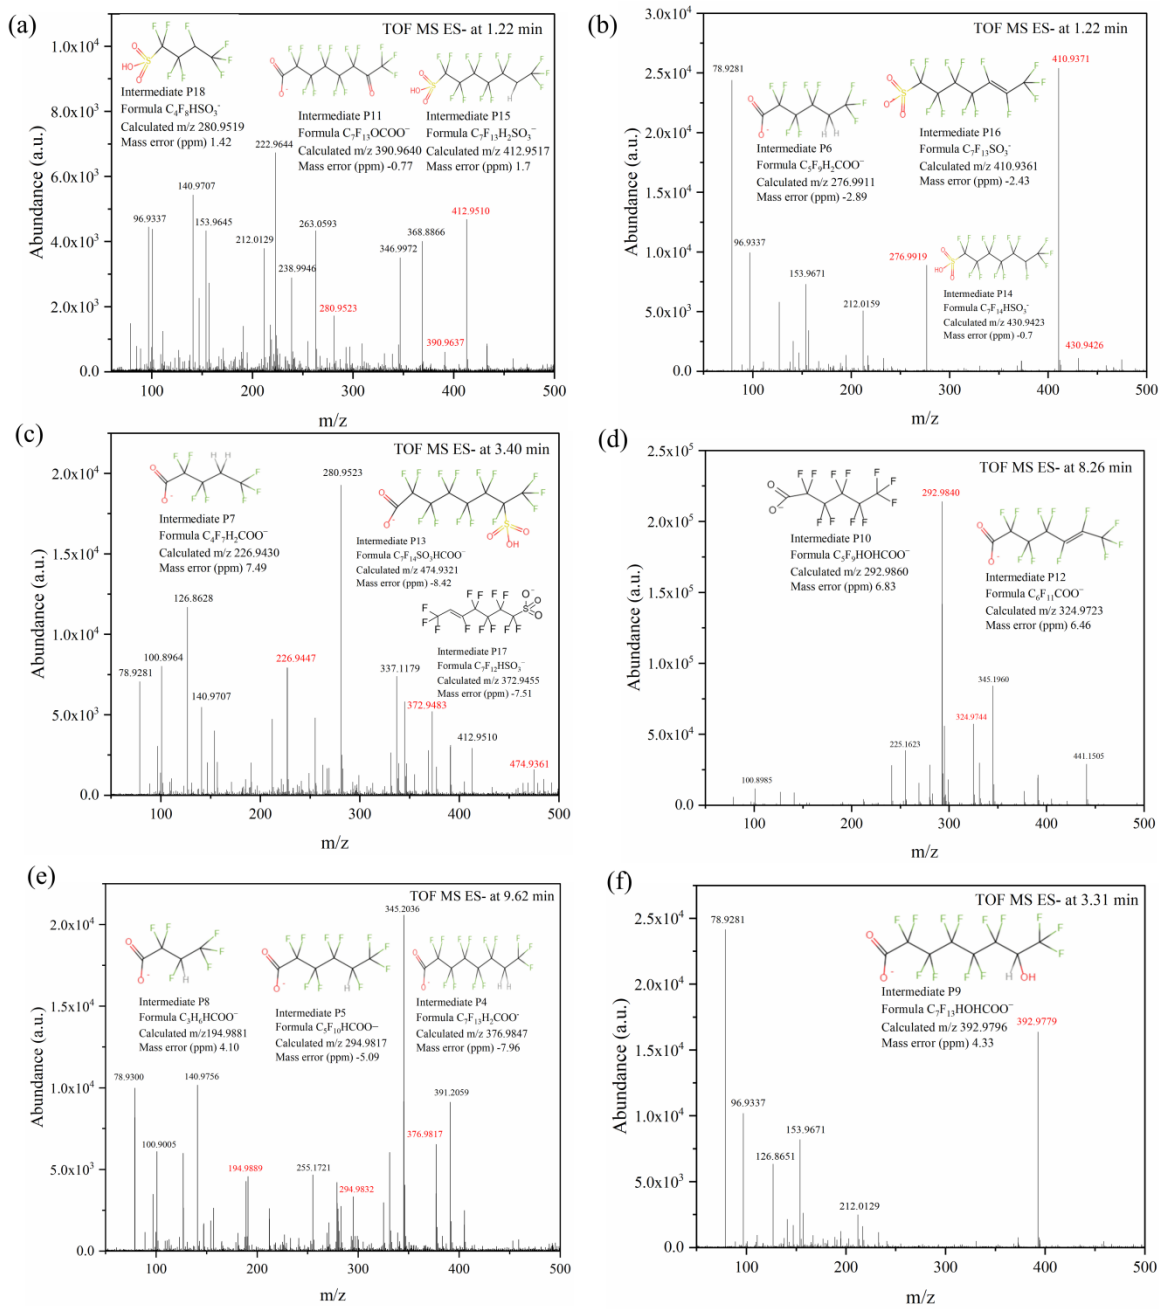 (a)
TOF MS ES- at 1.22 min
Intermediate P18
Formula C₄F₈HSO₃⁻
Calculated m/z 280.9519
Mass error (ppm) 1.42
Intermediate P11
Formula C₇F₁₃OCOO⁻
Calculated m/z 390.9640
Mass error (ppm) -0.77
Intermediate P15
Formula C₇F₁₃H₂SO₃⁻
Calculated m/z 412.9517
Mass error (ppm) 1.7
Abundance (a.u.)
1.0x10⁴
8.0x10³
6.0x10³
4.0x10³
2.0x10³
0.0
96.9337
140.9707
153.9645
212.0129
222.9644
238.9946
263.0593
280.9523
346.9972
368.8866
390.9637
412.9510
100 200 300 400 500
m/z
(b)
TOF MS ES- at 1.22 min
Intermediate P6
Formula C₅F₉H₂COO⁻
Calculated m/z 276.9911
Mass error (ppm) -2.89
Intermediate P16
Formula C₇F₁₃SO₃⁻
Calculated m/z 410.9361
Mass error (ppm) -2.43
Intermediate P14
Formula C₇F₁₄HSO₃⁻
Calculated m/z 430.9423
Mass error (ppm) -0.7
Abundance (a.u.)
3.0x10⁴
2.5x10⁴
2.0x10⁴
1.5x10⁴
1.0x10⁴
5.0x10³
0.0
78.9281
96.9337
153.9671
212.0159
276.9919
410.9371
430.9426
100 200 300 400 500
m/z
(c)
TOF MS ES- at 3.40 min
Intermediate P7
Formula C₄F₇H₂COO⁻
Calculated m/z 226.9430
Mass error (ppm) 7.49
Intermediate P13
Formula C₇F₁₄SO₃HCOO⁻
Calculated m/z 474.9321
Mass error (ppm) -8.42
Intermediate P17
Formula C₇F₁₂HSO₃⁻
Calculated m/z 372.9455
Mass error (ppm) -7.51
Abundance (a.u.)
2.0x10⁴
1.5x10⁴
1.0x10⁴
5.0x10³
0.0
78.9281
100.8964
126.8628
140.9707
226.9447
280.9523
337.1179
372.9483
412.9510
474.9361
100 200 300 400 500
m/z
(d)
TOF MS ES- at 8.26 min
Intermediate P10
Formula C₅F₉HOHCOO⁻
Calculated m/z 292.9860
Mass error (ppm) 6.83
Intermediate P12
Formula C₆F₁₁COO⁻
Calculated m/z 324.9723
Mass error (ppm) 6.46
Abundance (a.u.)
2.5x10⁵
2.0x10⁵
1.5x10⁵
1.0x10⁵
5.0x10⁴
0.0
100.8985
225.1623
292.9840
324.9744
345.1960
441.1505
100 200 300 400 500
m/z
(e)
TOF MS ES- at 9.62 min
Intermediate P8
Formula C₃F₆HCOO⁻
Calculated m/z194.9881
Mass error (ppm) 4.10
Intermediate P5
Formula C₅F₁₀HCOO⁻
Calculated m/z 294.9817
Mass error (ppm) -5.09
Intermediate P4
Formula C₇F₁₃H₂COO⁻
Calculated m/z 376.9847
Mass error (ppm) -7.96
Abundance (a.u.)
2.0x10⁴
1.5x10⁴
1.0x10⁴
5.0x10³
0.0
78.9300
100.9005
140.9756
194.9889
255.1721
294.9832
345.2036
376.9817
391.2059
100 200 300 400 500
m/z
(f)
TOF MS ES- at 3.31 min
Intermediate P9
Formula C₇F₁₃HOHCOO⁻
Calculated m/z 392.9796
Mass error (ppm) 4.33
Abundance (a.u.)
2.5x10⁴
2.0x10⁴
1.5x10⁴
1.0x10⁴
5.0x10³
0.0
78.9281
96.9337
126.8651
153.9671
212.0129
392.9779
100 200 300 400 500
m/z